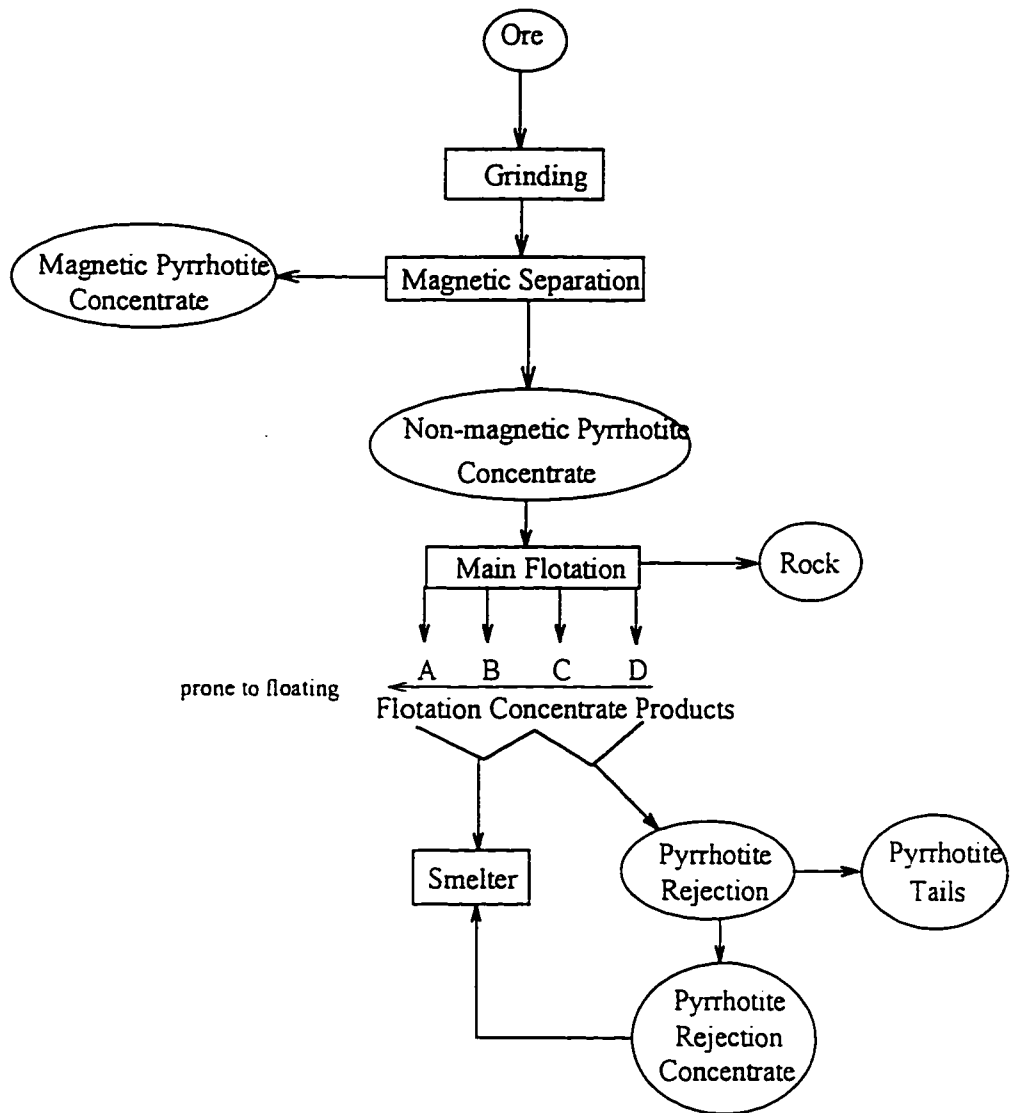 Ore
Grinding
Magnetic Pyrrhotite
Concentrate
Magnetic Separation
Non-magnetic Pyrrhotite
Concentrate
Main Flotation
Rock
A B C D
prone to floating
Flotation Concentrate Products
Smelter
Pyrrhotite
Rejection
Pyrrhotite
Tails
Pyrrhotite
Rejection
Concentrate